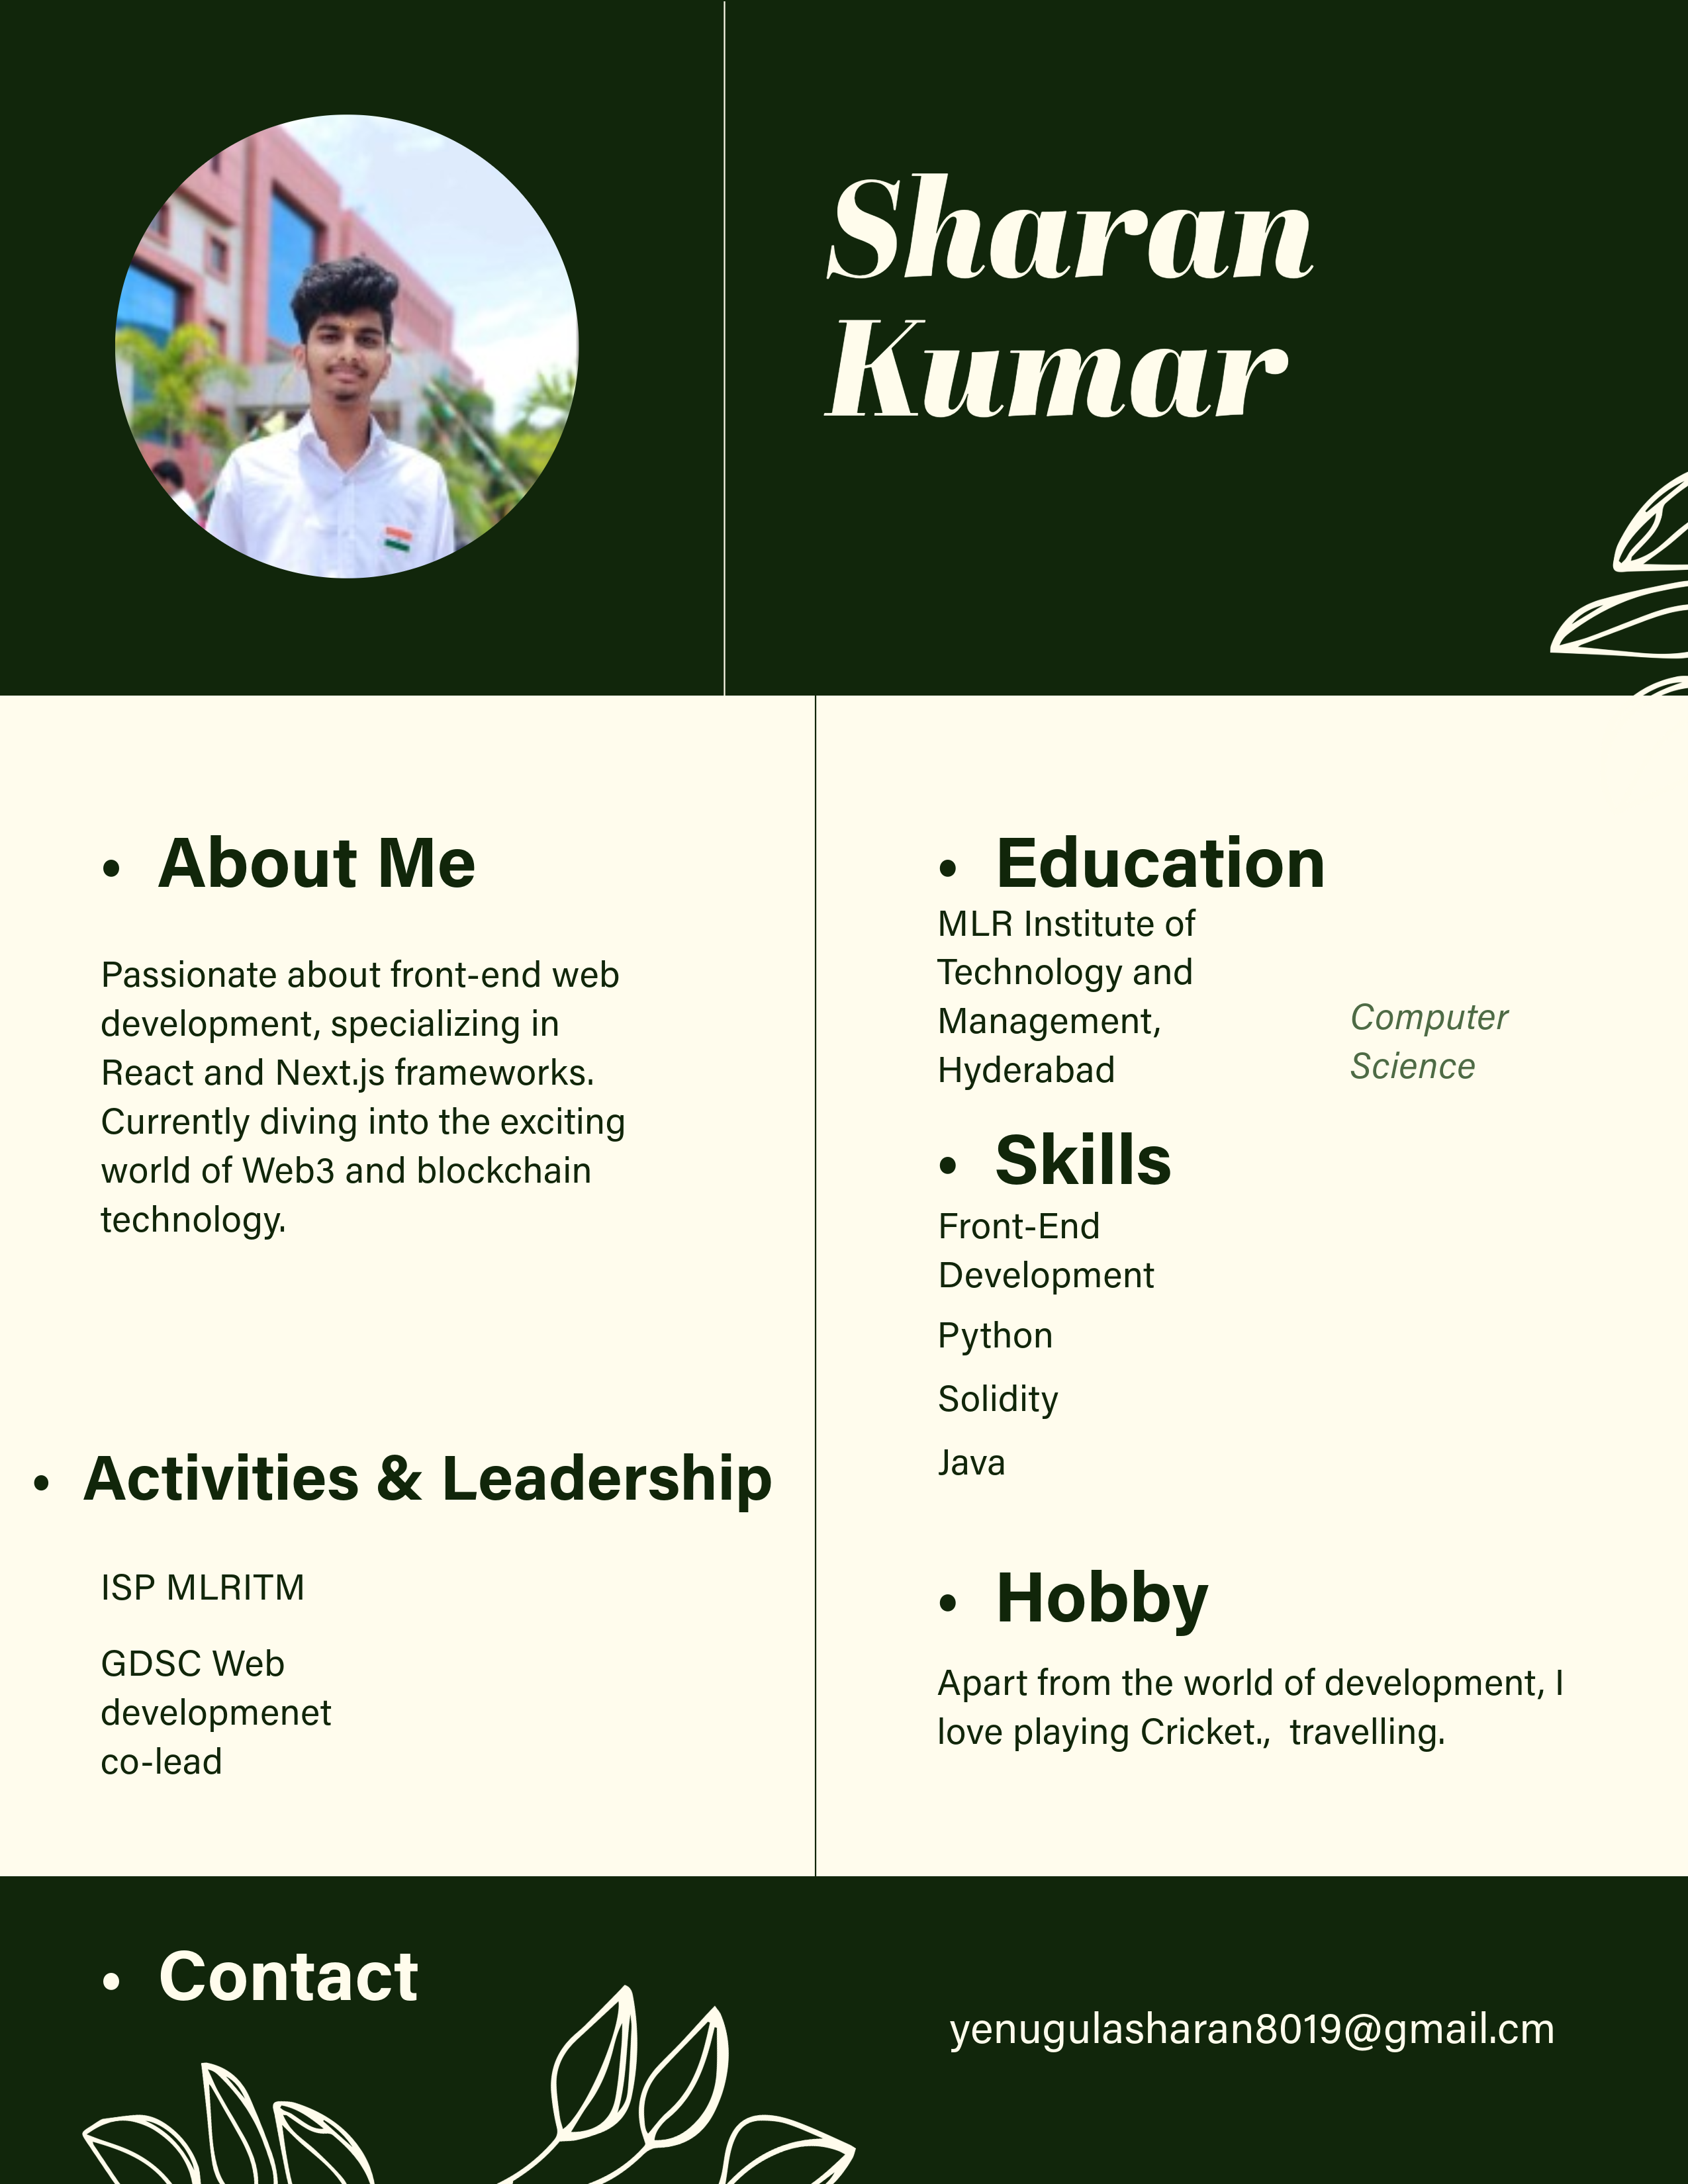 Sharan
Kumar
• About Me
Passionate about front-end web
development, specializing in
React and Next.js frameworks.
Currently diving into the exciting
world of Web3 and blockchain
technology.
• Activities & Leadership
ISP MLRITM
GDSC Web
developmenet
co-lead
• Education
MLR Institute of
Technology and
Management,
Hyderabad
Computer
Science
• Skills
Front-End
Development
Python
Solidity
Java
• Hobby
Apart from the world of development, I
love playing Cricket.,  travelling.
• Contact
yenugulasharan8019@gmail.cm